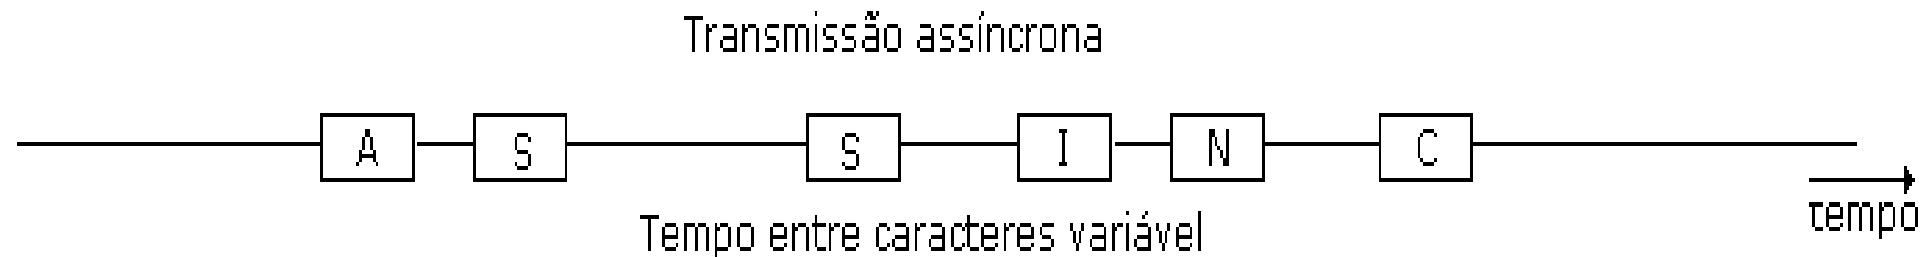 Transmissão assíncrona
A S S I N C
tempo
Tempo entre caracteres variável